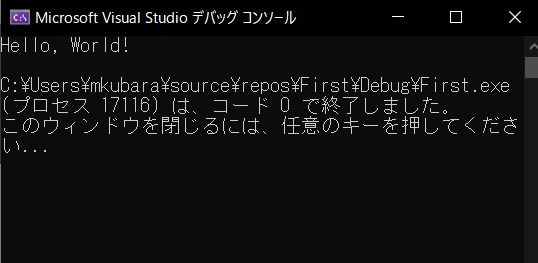 Microsoft Visual Studio デバッグ コンソール
Hello, World!
C:¥Users¥mkubara¥source¥repos¥First¥Debug¥First.exe
(プロセス 17116) は、コード 0 で終了しました。
このウィンドウを閉じるには、任意のキーを押してくださ
い...